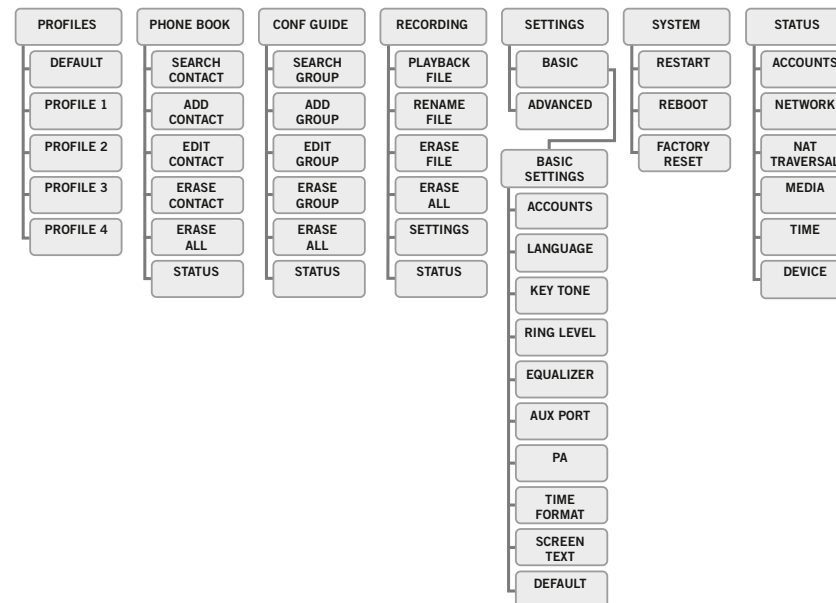 PROFILES
DEFAULT
PROFILE 1
PROFILE 2
PROFILE 3
PROFILE 4
PHONE BOOK
SEARCH
CONTACT
ADD
CONTACT
EDIT
CONTACT
ERASE
CONTACT
ERASE
ALL
STATUS
CONF GUIDE
SEARCH
GROUP
ADD
GROUP
EDIT
GROUP
ERASE
GROUP
ERASE
ALL
STATUS
RECORDING
PLAYBACK
FILE
RENAME
FILE
ERASE
FILE
ERASE
ALL
SETTINGS
STATUS
SETTINGS
BASIC
ADVANCED
BASIC
SETTINGS
ACCOUNTS
LANGUAGE
KEY TONE
RING LEVEL
EQUALIZER
AUX PORT
PA
TIME
FORMAT
SCREEN
TEXT
DEFAULT
SYSTEM
RESTART
REBOOT
FACTORY
RESET
STATUS
ACCOUNTS
NETWORK
NAT
TRAVERSAL
MEDIA
TIME
DEVICE